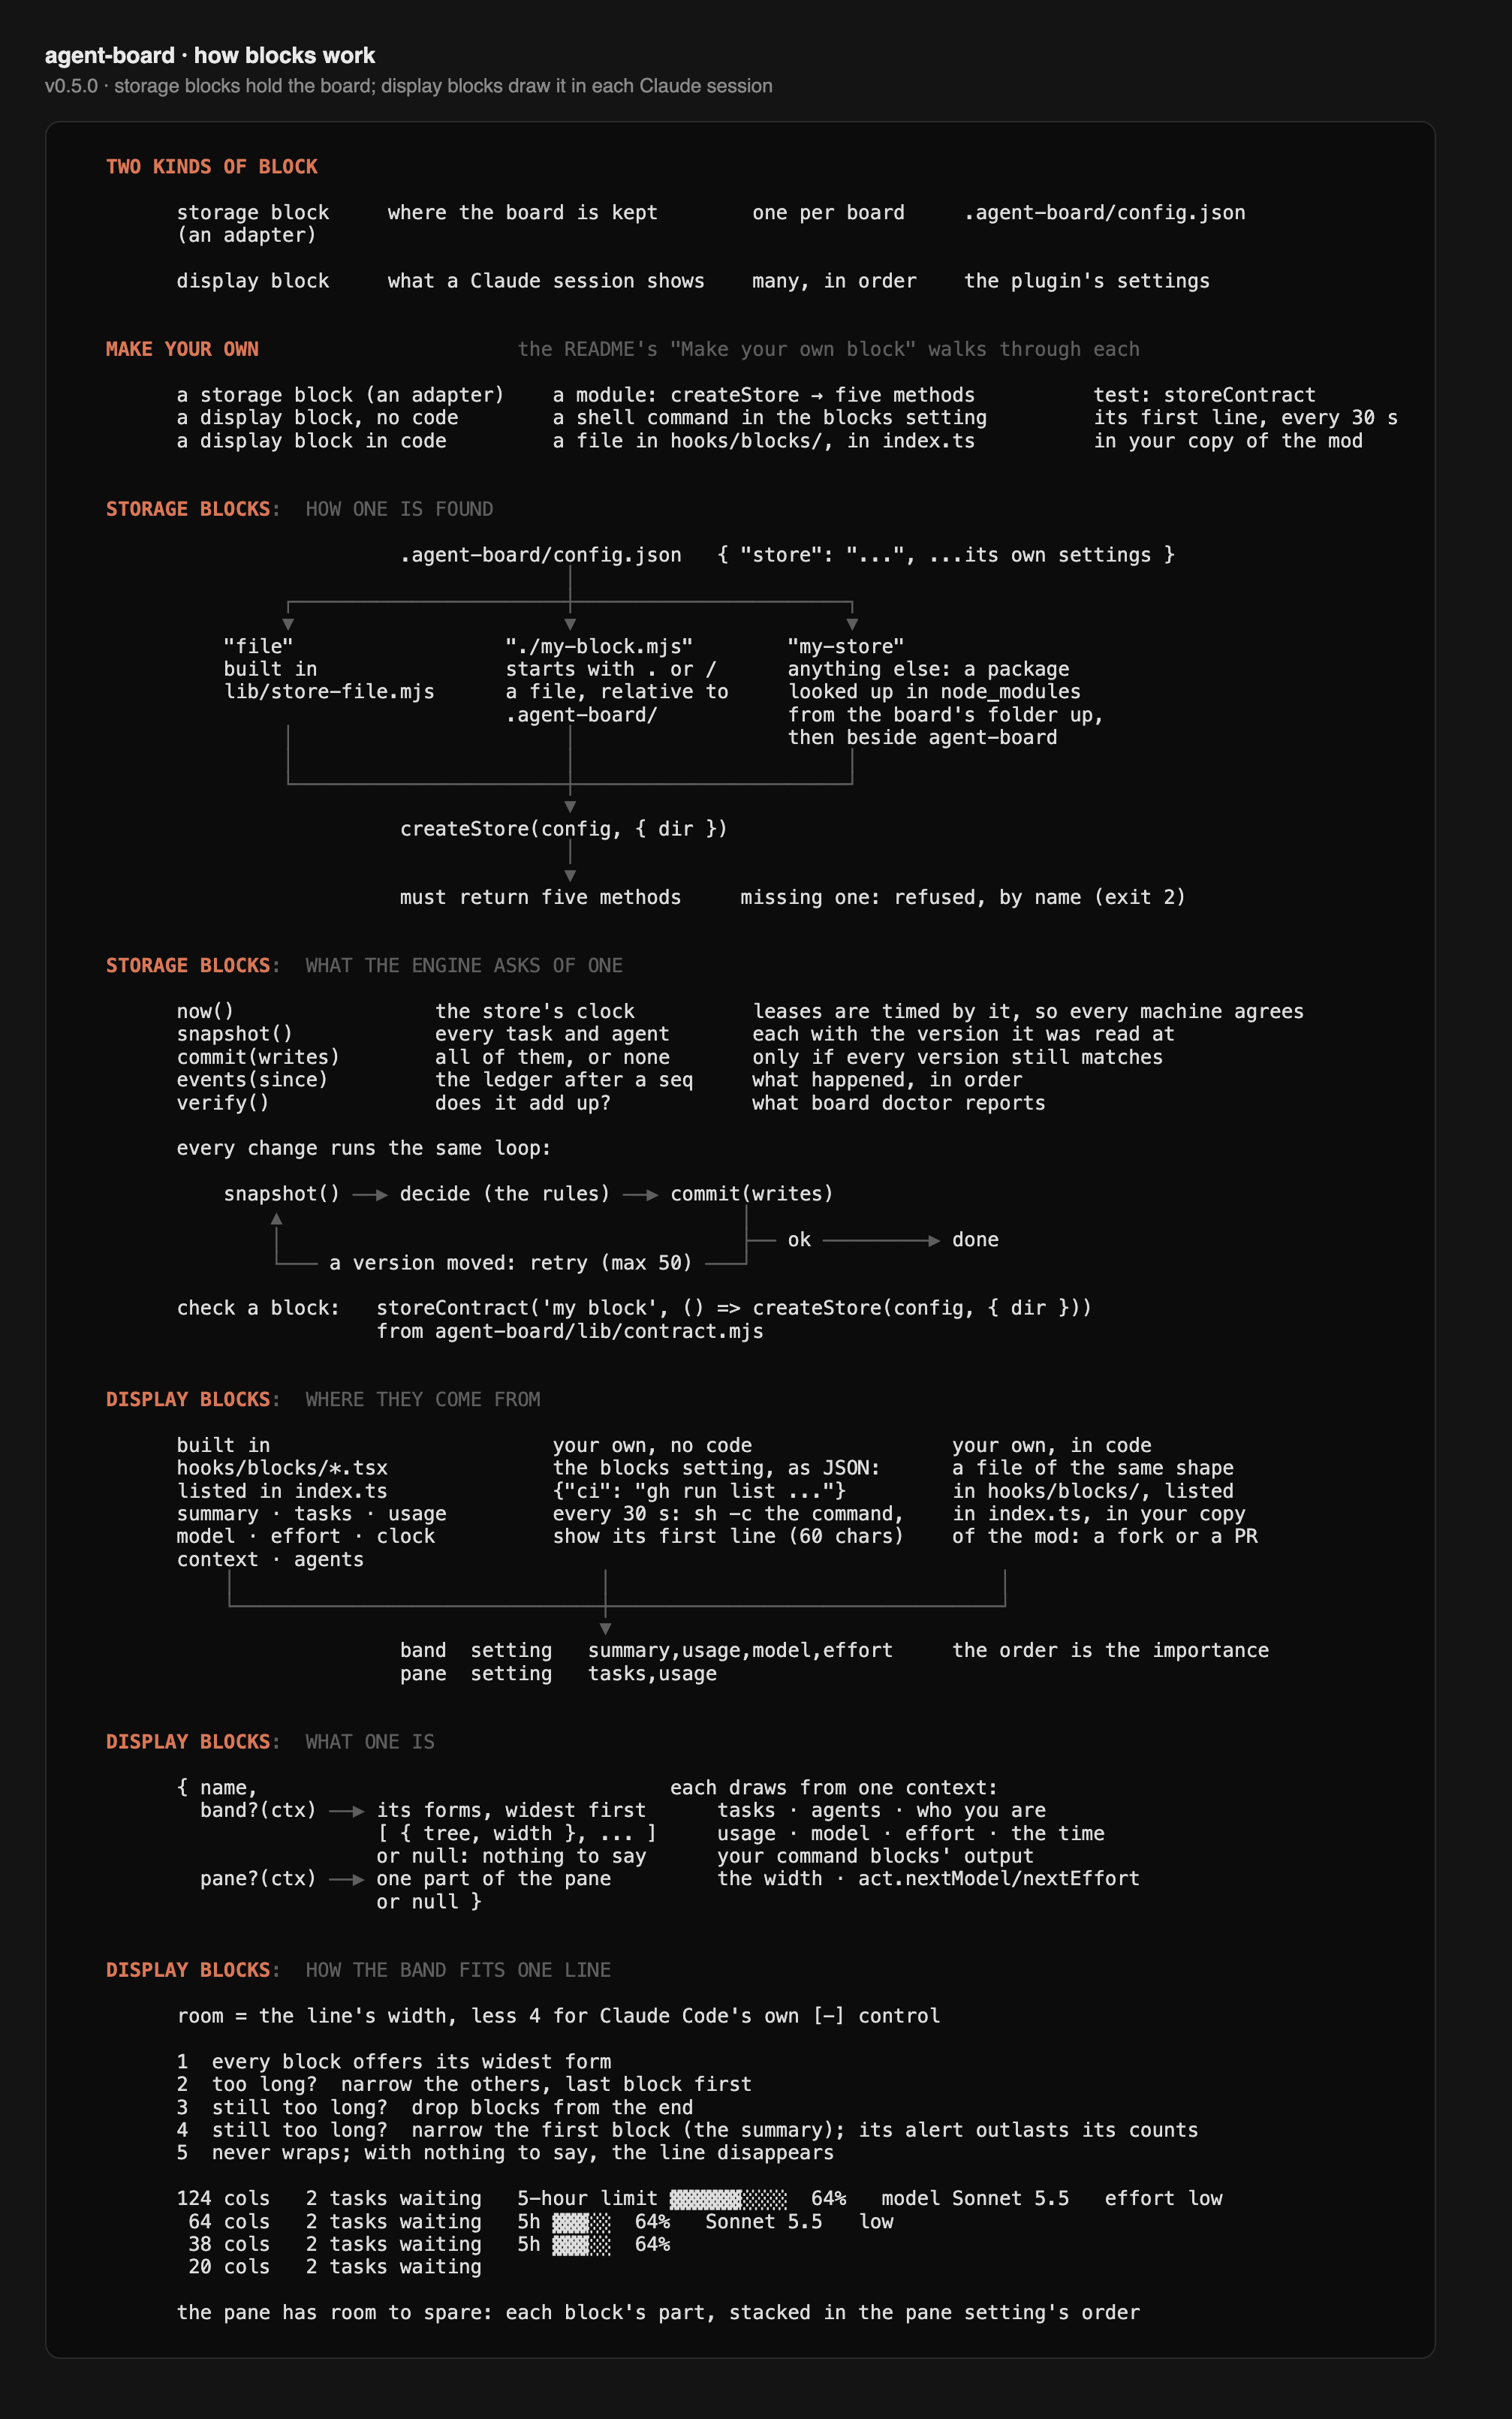 agent-board · how blocks work
v0.5.0 · storage blocks hold the board; display blocks draw it in each Claude session
TWO KINDS OF BLOCK
storage block where the board is kept one per board .agent-board/config.json
(an adapter)
display block what a Claude session shows many, in order the plugin's settings
MAKE YOUR OWN the README's "Make your own block" walks through each
a storage block (an adapter) a module: createStore → five methods test: storeContract
a display block, no code a shell command in the blocks setting its first line, every 30 s
a display block in code a file in hooks/blocks/, in index.ts in your copy of the mod
STORAGE BLOCKS: HOW ONE IS FOUND
.agent-board/config.json { "store": "...", ...its own settings }
"file" "./my-block.mjs" "my-store"
built in starts with . or / anything else: a package
lib/store-file.mjs a file, relative to looked up in node_modules
.agent-board/ from the board's folder up,
then beside agent-board
createStore(config, { dir })
must return five methods missing one: refused, by name (exit 2)
STORAGE BLOCKS: WHAT THE ENGINE ASKS OF ONE
now() the store's clock leases are timed by it, so every machine agrees
snapshot() every task and agent each with the version it was read at
commit(writes) all of them, or none only if every version still matches
events(since) the ledger after a seq what happened, in order
verify() does it add up? what board doctor reports
every change runs the same loop:
snapshot() → decide (the rules) → commit(writes)
ok → done
a version moved: retry (max 50)
check a block: storeContract('my block', () => createStore(config, { dir }))
from agent-board/lib/contract.mjs
DISPLAY BLOCKS: WHERE THEY COME FROM
built in your own, no code your own, in code
hooks/blocks/*.tsx the blocks setting, as JSON: a file of the same shape
listed in index.ts {"ci": "gh run list ..."} in hooks/blocks/, listed
summary · tasks · usage every 30 s: sh -c the command, in index.ts, in your copy
model · effort · clock show its first line (60 chars) of the mod: a fork or a PR
context · agents
band setting summary,usage,model,effort the order is the importance
pane setting tasks,usage
DISPLAY BLOCKS: WHAT ONE IS
{ name, each draws from one context:
band?(ctx) → its forms, widest first tasks · agents · who you are
[ { tree, width }, ... ] usage · model · effort · the time
or null: nothing to say your command blocks' output
pane?(ctx) → one part of the pane the width · act.nextModel/nextEffort
or null }
DISPLAY BLOCKS: HOW THE BAND FITS ONE LINE
room = the line's width, less 4 for Claude Code's own [-] control
1 every block offers its widest form
2 too long? narrow the others, last block first
3 still too long? drop blocks from the end
4 still too long? narrow the first block (the summary); its alert outlasts its counts
5 never wraps; with nothing to say, the line disappears
124 cols 2 tasks waiting 5-hour limit 64% model Sonnet 5.5 effort low
64 cols 2 tasks waiting 5h 64% Sonnet 5.5 low
38 cols 2 tasks waiting 5h 64%
20 cols 2 tasks waiting
the pane has room to spare: each block's part, stacked in the pane setting's order